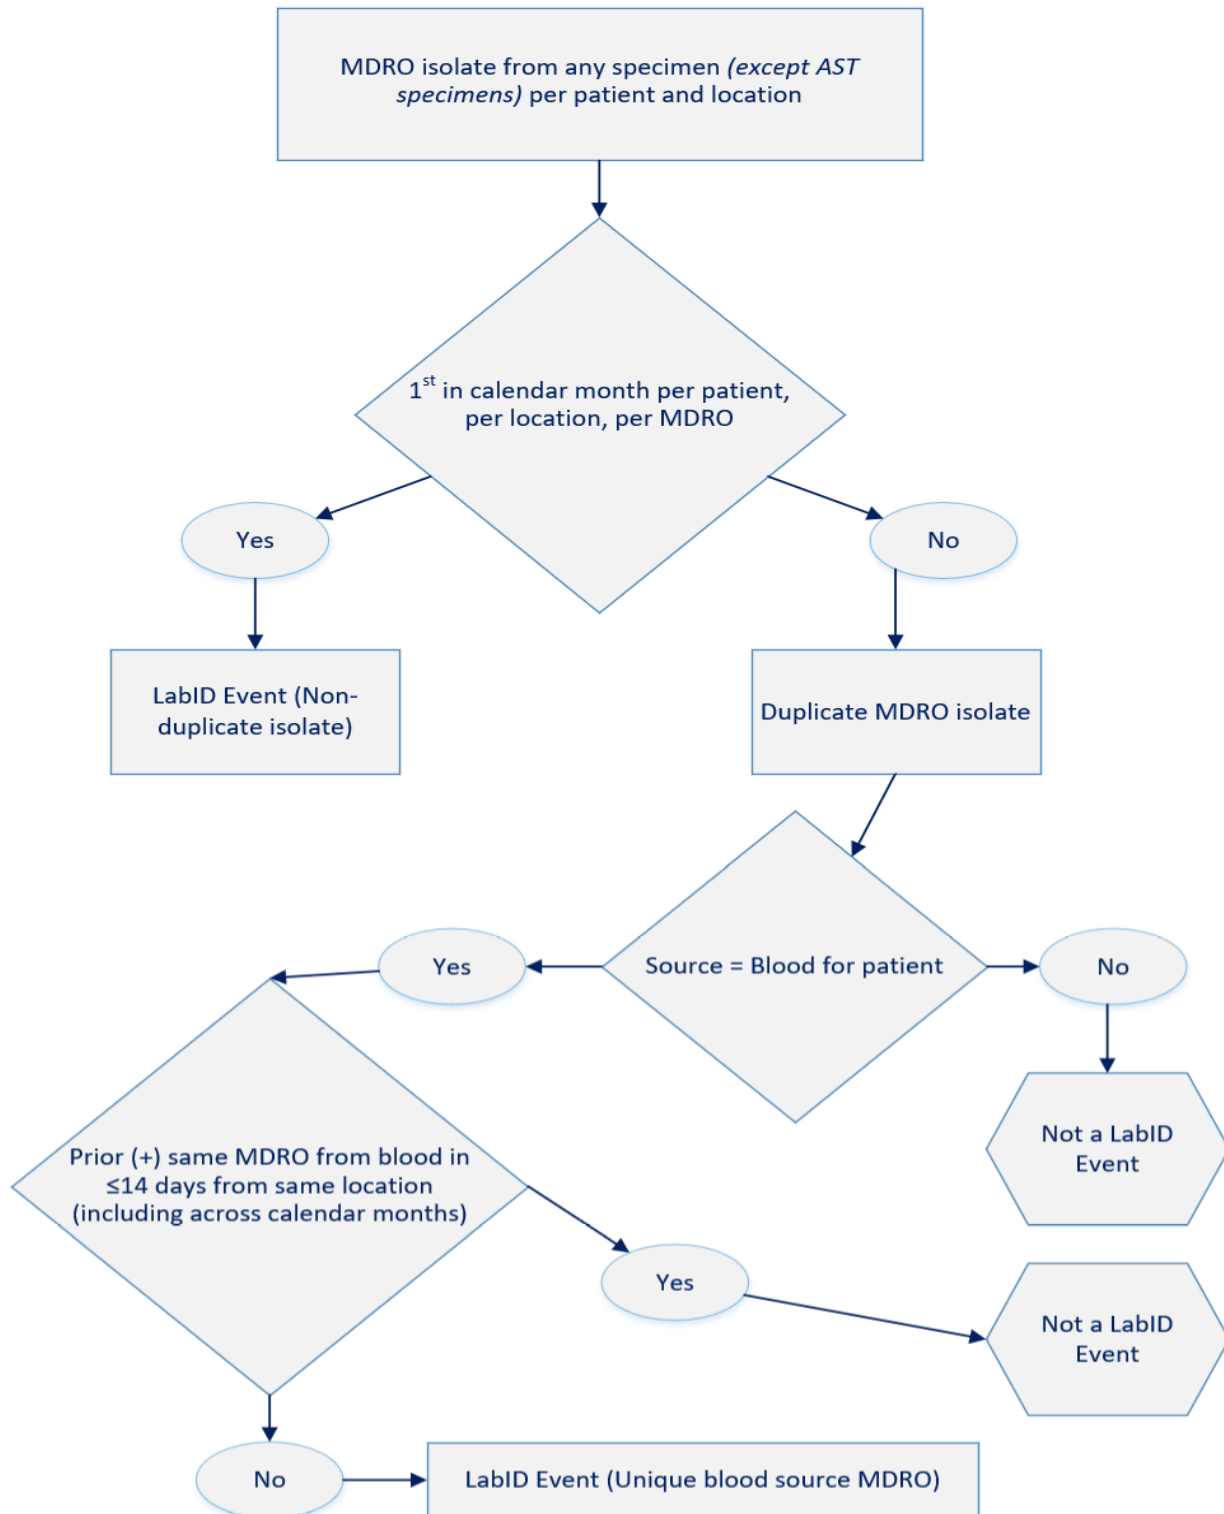 MDRO isolate from any specimen (except AST
specimens) per patient and location
1st in calendar month per patient,
per location, per MDRO
Yes
No
LabID Event (Non-
duplicate isolate)
Duplicate MDRO isolate
Source = Blood for patient
Yes
No
Not a LabID
Event
Prior (+) same MDRO from blood in
≤14 days from same location
(including across calendar months)
Yes
Not a LabID
Event
No
LabID Event (Unique blood source MDRO)